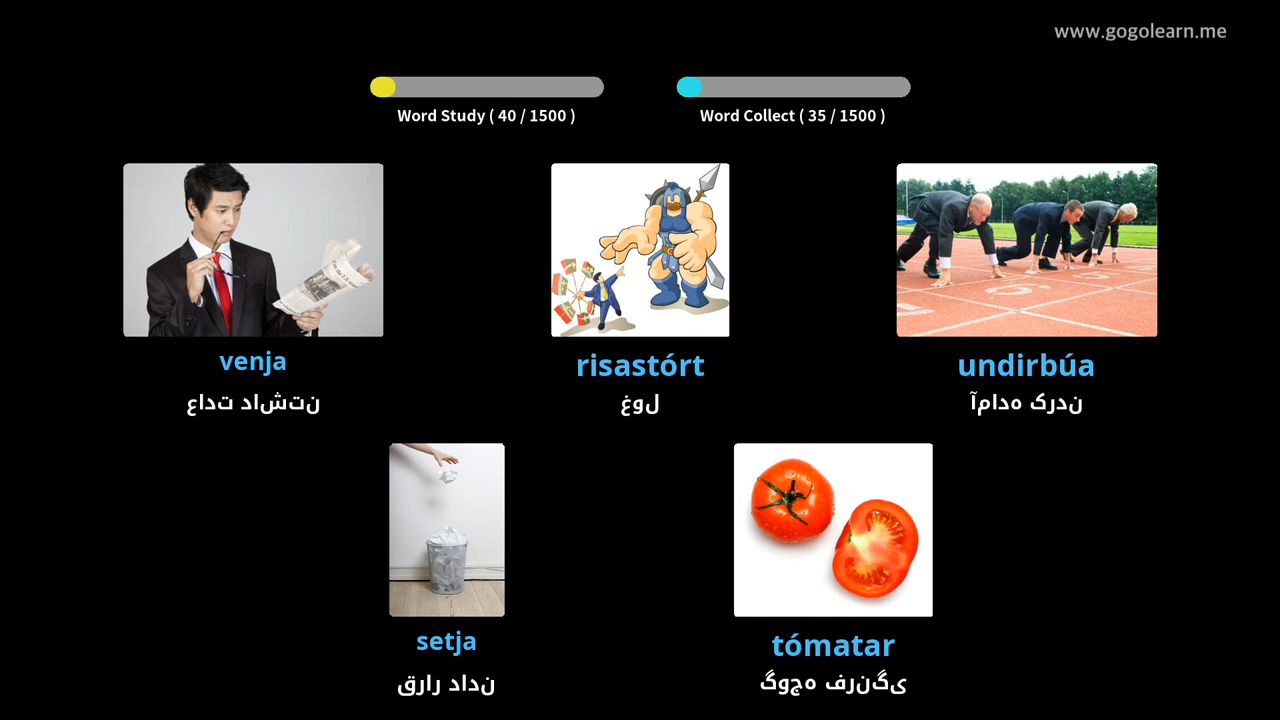 www.gogolearn.me
Word Study ( 40 / 1500 )
Word Collect ( 35 / 1500 )
venja
risastórt
undirbúa
عادت داشتن
غول
آماده کردن
setja
tómatar
قرار دادن
گوجه فرنگی